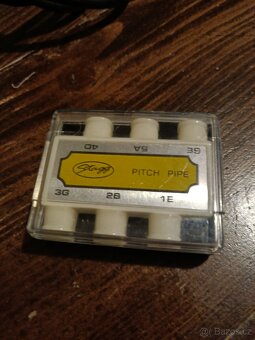 6E 5A 4D
Stagg PITCH PIPE
3G 2B 1E
Bazos.cz